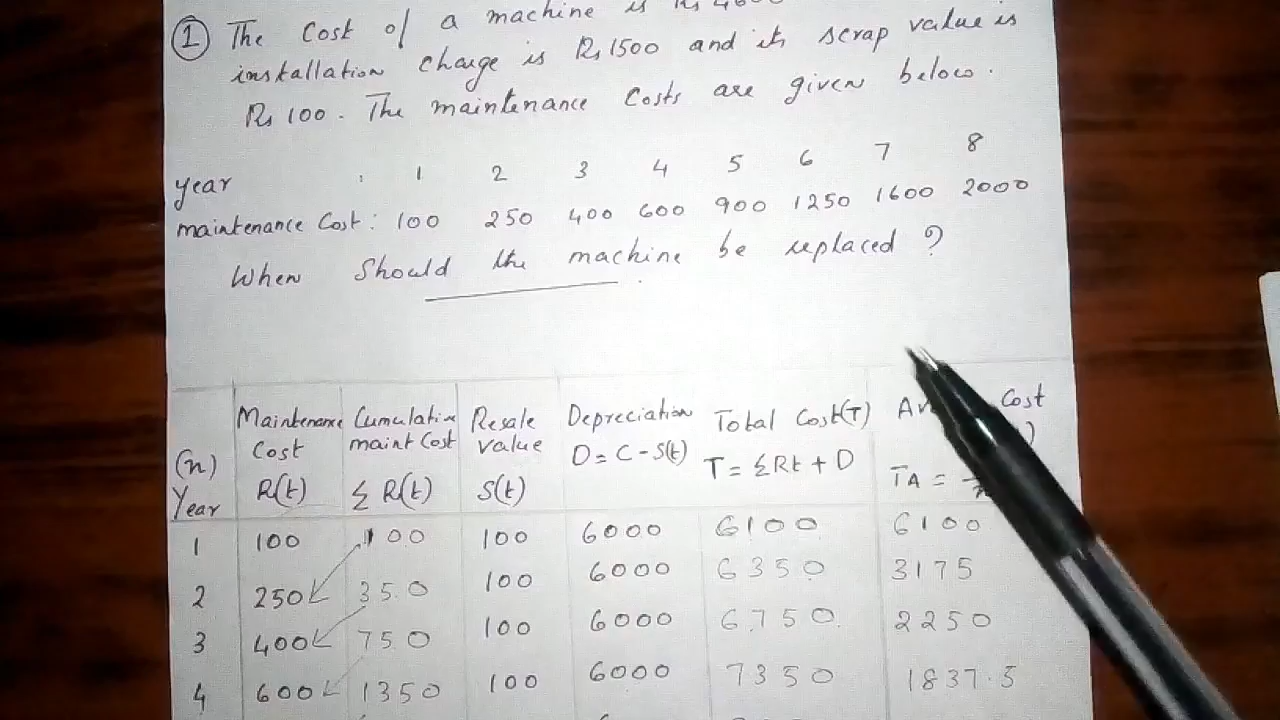 1 The Cost of a machine is Rs
installation charge is Rs 1500 and its scrap value is
Rs 100. The maintenance Costs are given below.
year : 1 2 3 4 5 6 7 8
maintenance Cost: 100 250 400 600 900 1250 1600 2000
When Should the machine be replaced ?
(n) Year
Maintenance Cost R(t)
Cumulative maint Cost Σ R(t)
Resale value S(t)
Depreciation D = C - S(t)
Total Cost (T) T = ΣRt + D
Cost TA =
1 100 100 100 6000 6100 6100
2 250 350 100 6000 6350 3175
3 400 750 100 6000 6750 2250
4 600 1350 100 6000 7350 1837.5